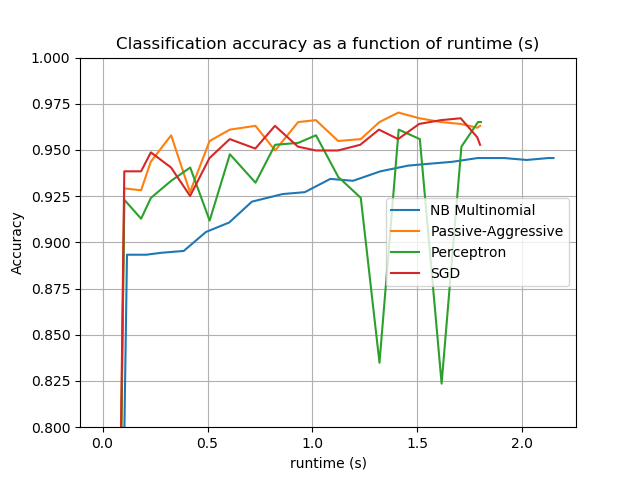 Classification accuracy as a function of runtime (s)
1.000
0.975
0.950
0.925
0.900
0.875
0.850
0.825
0.800
Accuracy
NB Multinomial
Passive-Aggressive
Perceptron
SGD
0.0 0.5 1.0 1.5 2.0
runtime (s)